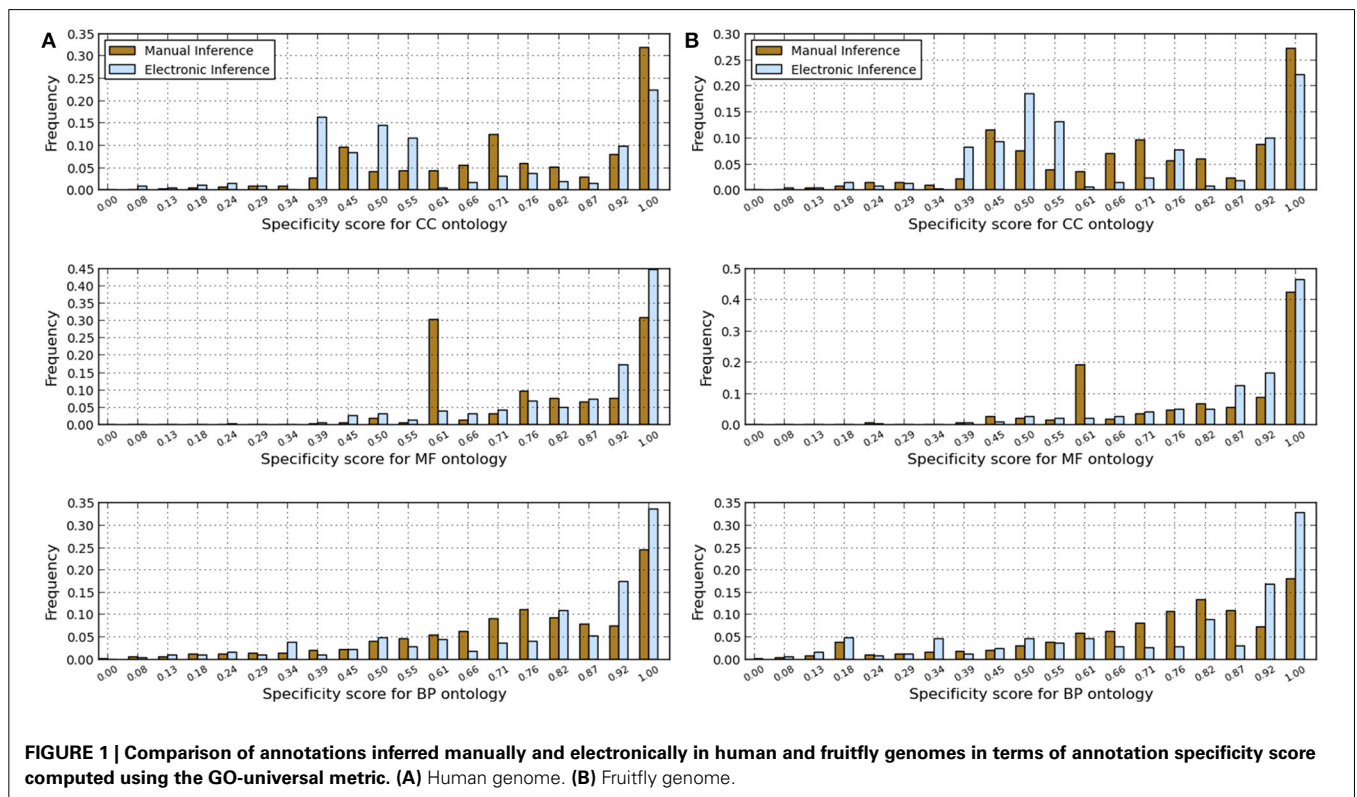 A
0.35
0.30
0.25
0.20
0.15
0.10
0.05
0.00
Frequency
Manual Inference
Electronic Inference
0.00 0.08 0.13 0.18 0.24 0.29 0.34 0.39 0.45 0.50 0.55 0.61 0.66 0.71 0.76 0.82 0.87 0.92 1.00
Specificity score for CC ontology
0.45
0.40
0.35
0.30
0.25
0.20
0.15
0.10
0.05
0.00
Frequency
0.00 0.08 0.13 0.18 0.24 0.29 0.34 0.39 0.45 0.50 0.55 0.61 0.66 0.71 0.76 0.82 0.87 0.92 1.00
Specificity score for MF ontology
0.35
0.30
0.25
0.20
0.15
0.10
0.05
0.00
Frequency
0.00 0.08 0.13 0.18 0.24 0.29 0.34 0.39 0.45 0.50 0.55 0.61 0.66 0.71 0.76 0.82 0.87 0.92 1.00
Specificity score for BP ontology
B
0.30
0.25
0.20
0.15
0.10
0.05
0.00
Frequency
Manual Inference
Electronic Inference
0.00 0.08 0.13 0.18 0.24 0.29 0.34 0.39 0.45 0.50 0.55 0.61 0.66 0.71 0.76 0.82 0.87 0.92 1.00
Specificity score for CC ontology
0.5
0.4
0.3
0.2
0.1
0.0
Frequency
0.00 0.08 0.13 0.18 0.24 0.29 0.34 0.39 0.45 0.50 0.55 0.61 0.66 0.71 0.76 0.82 0.87 0.92 1.00
Specificity score for MF ontology
0.35
0.30
0.25
0.20
0.15
0.10
0.05
0.00
Frequency
0.00 0.08 0.13 0.18 0.24 0.29 0.34 0.39 0.45 0.50 0.55 0.61 0.66 0.71 0.76 0.82 0.87 0.92 1.00
Specificity score for BP ontology
FIGURE 1 | Comparison of annotations inferred manually and electronically in human and fruitfly genomes in terms of annotation specificity score
computed using the GO-universal metric. (A) Human genome. (B) Fruitfly genome.